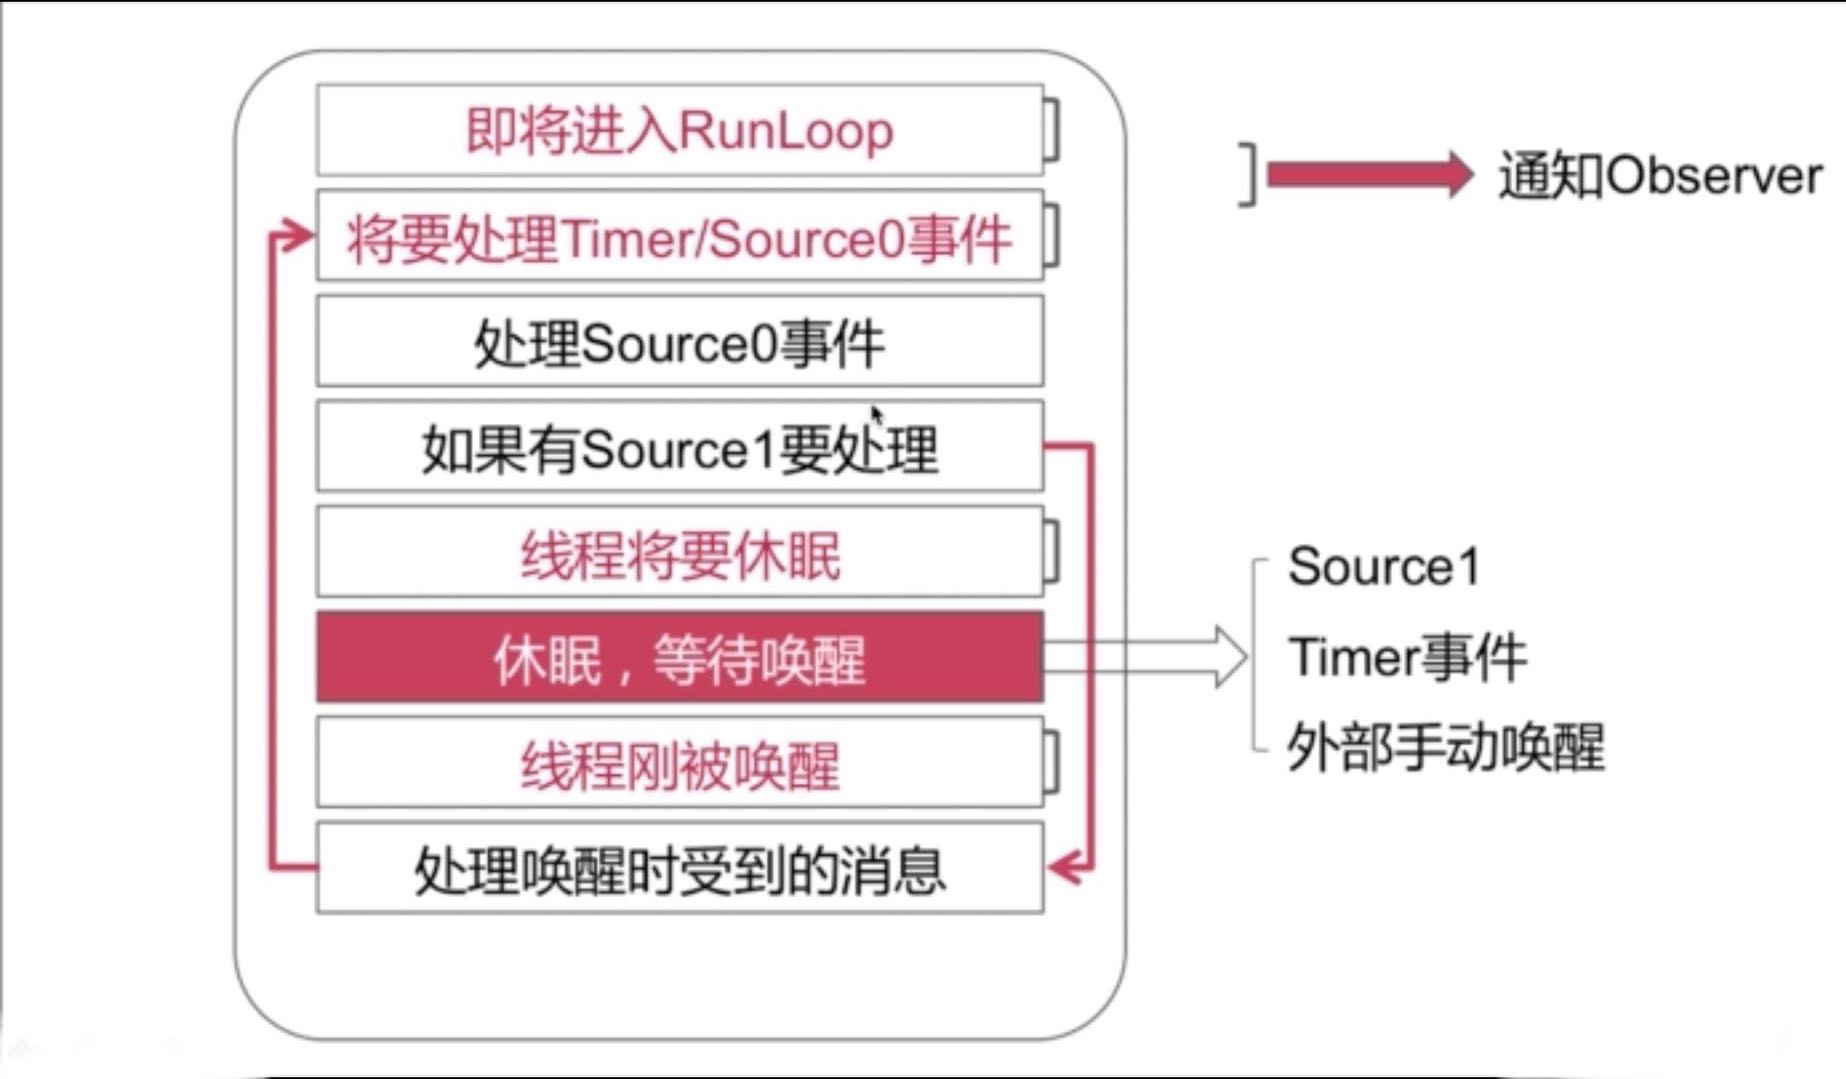 即将进入RunLoop
通知Observer
将要处理Timer/Source0事件
处理Source0事件
如果有Source1要处理
线程将要休眠
Source1
休眠，等待唤醒
Timer事件
外部手动唤醒
线程刚被唤醒
处理唤醒时受到的消息